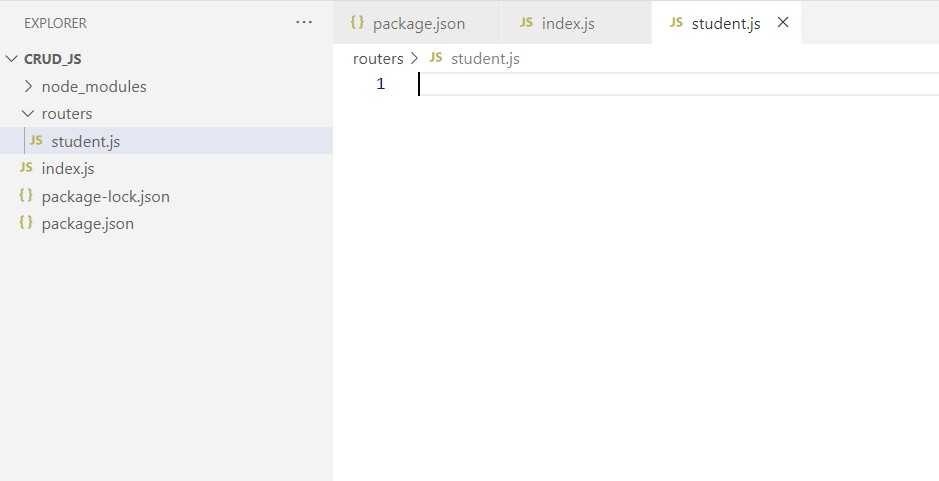 EXPLORER ...
CRUD_JS
node_modules
routers
JS student.js
JS index.js
{} package-lock.json
{} package.json
{} package.json JS index.js JS student.js
routers > JS student.js
1